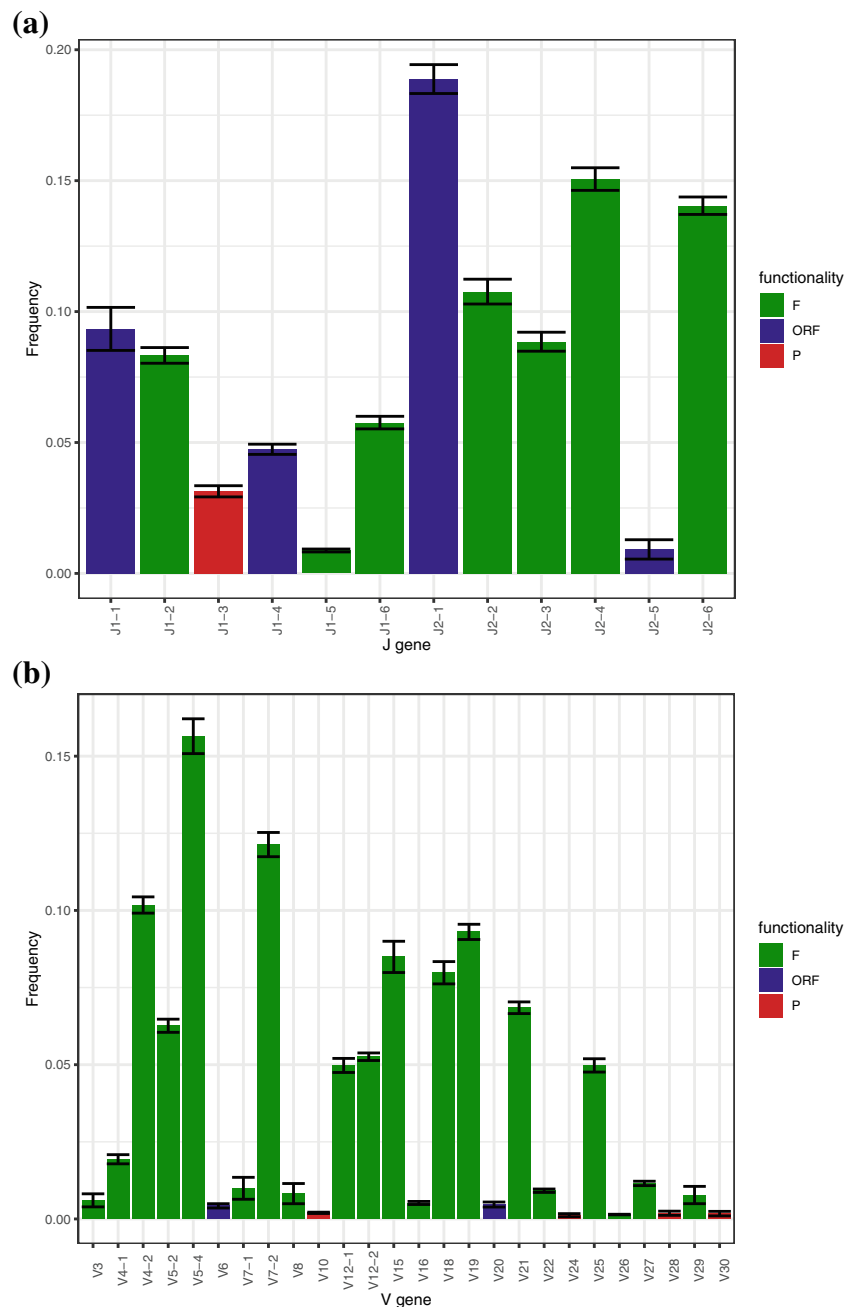 (a)
0.20
0.15
0.10
0.05
0.00
Frequency
J1−1 J1−2 J1−3 J1−4 J1−5 J1−6 J2−1 J2−2 J2−3 J2−4 J2−5 J2−6
J gene
functionality
F
ORF
P
(b)
0.15
0.10
0.05
0.00
Frequency
V3 V4−1 V4−2 V5−2 V5−4 V6 V7−1 V7−2 V8 V10 V12−1 V12−2 V15 V16 V18 V19 V20 V21 V22 V24 V25 V26 V27 V28 V29 V30
V gene
functionality
F
ORF
P